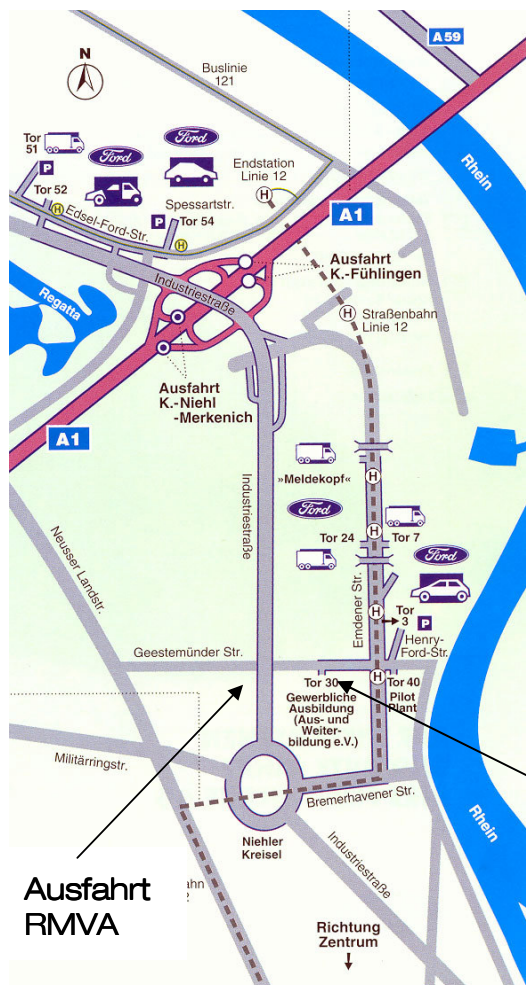 A 59
N
Buslinie
121
Rhein
Tor
51
Ford
Ford
P
Endstation
Linie 12
H
Tor 52
H
Edsel-Ford-Str.
Spessartstr.
P
Tor 54
H
A1
Ausfahrt
K.-Fühlingen
Industriestraße
Regatta
H
Straßenbahn
Linie 12
Ausfahrt
K.-Niehl
-Merkenich
A1
»Meldekopf«
H
Industriestraße
Ford
Tor 24
H
Tor 7
Ford
Neusser Landstr.
Emdener Str.
H
Tor
3
P
Henry-
Ford-Str.
Geestemünder Str.
Tor 30
H
Tor 40
Gewerbliche
Ausbildung
(Aus- und
Weiter-
bildung e.V.)
Pilot
Plant
Militärringstr.
Bremerhavener Str.
Rhein
Niehler
Kreisel
Industriestraße
Ausfahrt
RMVA
ahn
Richtung
Zentrum